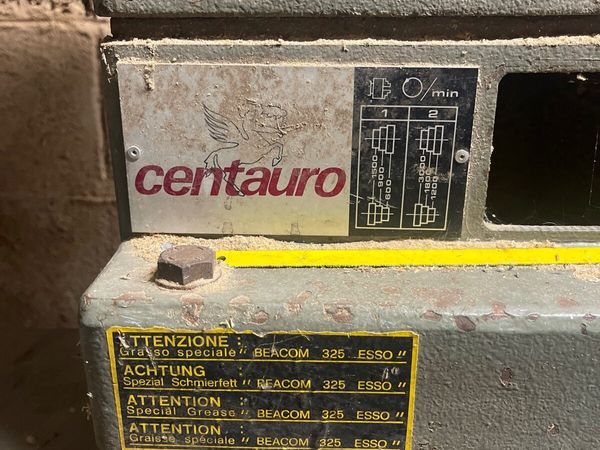 centauro
/min
1 2
1500 900 600
3000 1800 1200
ATTENZIONE :
Grasso speciale " BEACOM 325 ESSO "
ACHTUNG :
Spezial Schmierfett " BEACOM 325 ESSO "
ATTENTION :
Special Grease " BEACOM 325 ESSO "
ATTENTION :
Graisse spéciale " BEACOM 325 ESSO "